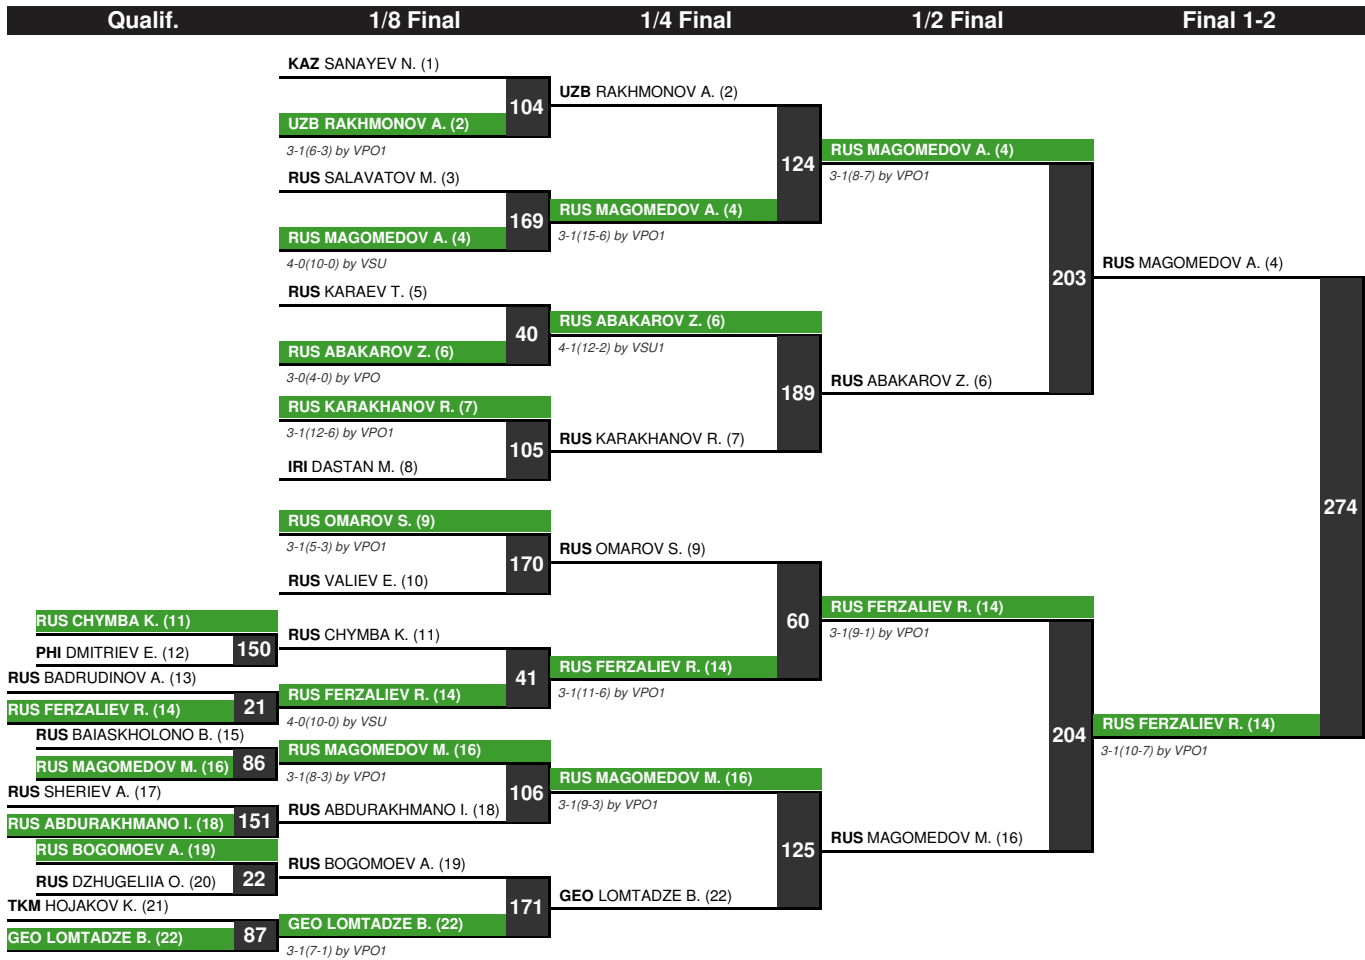 Qualif. 1/8 Final 1/4 Final 1/2 Final Final 1-2
KAZ SANAYEV N. (1)
104
UZB RAKHMONOV A. (2)
3-1(6-3) by VPO1
RUS SALAVATOV M. (3)
169
RUS MAGOMEDOV A. (4)
4-0(10-0) by VSU
RUS KARAEV T. (5)
40
RUS ABAKAROV Z. (6)
3-0(4-0) by VPO
RUS KARAKHANOV R. (7)
3-1(12-6) by VPO1
105
IRI DASTAN M. (8)
RUS OMAROV S. (9)
3-1(5-3) by VPO1
170
RUS VALIEV E. (10)
RUS CHYMBA K. (11)
150
PHI DMITRIEV E. (12)
RUS BADRUDINOV A. (13)
21
RUS FERZALIEV R. (14)
RUS BAIASKHOLONO B. (15)
86
RUS MAGOMEDOV M. (16)
RUS SHERIEV A. (17)
151
RUS ABDURAKHMANO I. (18)
RUS BOGOMOEV A. (19)
22
RUS DZHUGELIIA O. (20)
TKM HOJAKOV K. (21)
87
GEO LOMTADZE B. (22)
RUS CHYMBA K. (11)
41
RUS FERZALIEV R. (14)
4-0(10-0) by VSU
RUS MAGOMEDOV M. (16)
3-1(8-3) by VPO1
106
RUS ABDURAKHMANO I. (18)
RUS BOGOMOEV A. (19)
171
GEO LOMTADZE B. (22)
3-1(7-1) by VPO1
UZB RAKHMONOV A. (2)
124
RUS MAGOMEDOV A. (4)
3-1(15-6) by VPO1
RUS ABAKAROV Z. (6)
4-1(12-2) by VSU1
189
RUS KARAKHANOV R. (7)
RUS OMAROV S. (9)
60
RUS FERZALIEV R. (14)
3-1(11-6) by VPO1
RUS MAGOMEDOV M. (16)
3-1(9-3) by VPO1
125
GEO LOMTADZE B. (22)
RUS MAGOMEDOV A. (4)
3-1(8-7) by VPO1
203
RUS ABAKAROV Z. (6)
RUS FERZALIEV R. (14)
3-1(9-1) by VPO1
204
RUS MAGOMEDOV M. (16)
RUS MAGOMEDOV A. (4)
274
RUS FERZALIEV R. (14)
3-1(10-7) by VPO1